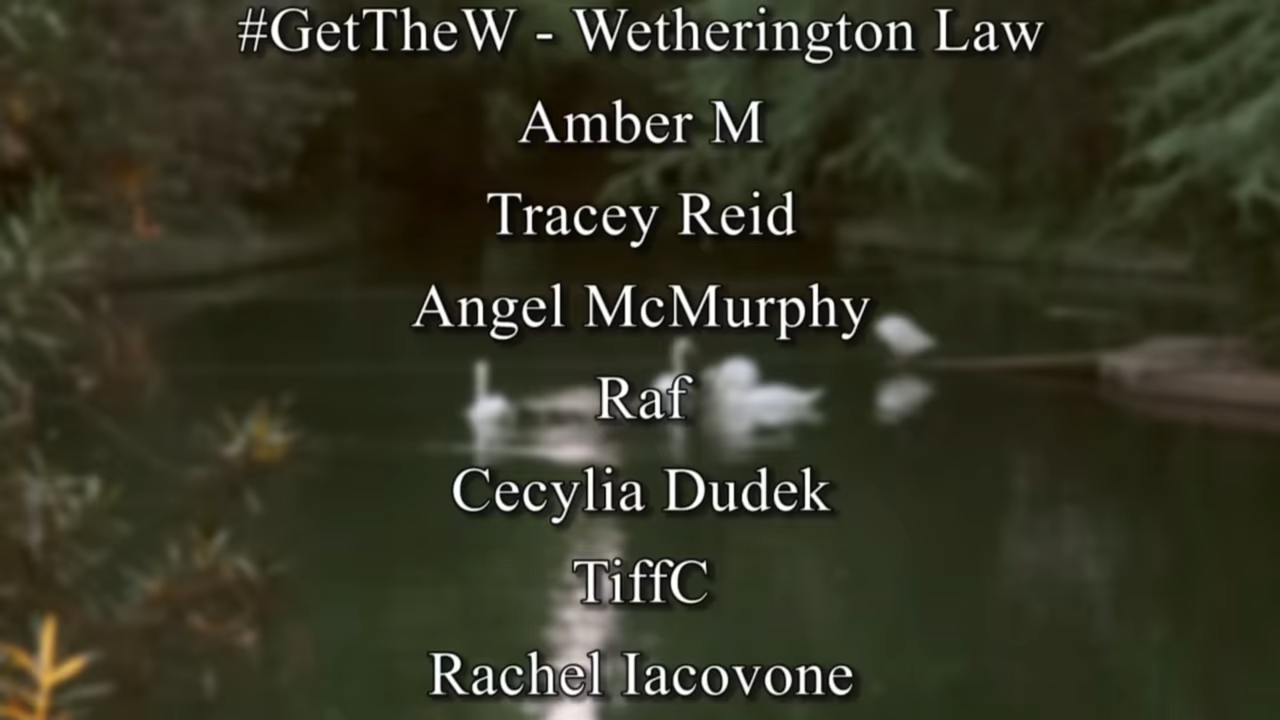 #GetTheW - Wetherington Law
Amber M
Tracey Reid
Angel McMurphy
Raf
Cecylia Dudek
TiffC
Rachel Iacovone